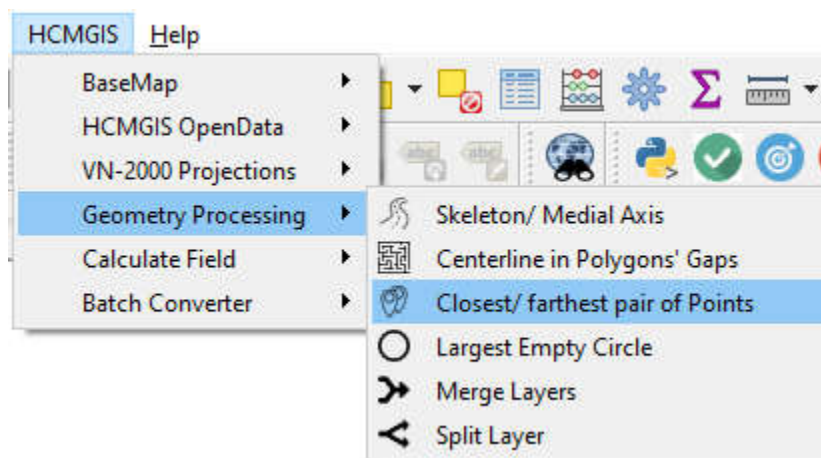 HCMGIS Help
BaseMap
HCMGIS OpenData
VN-2000 Projections
Geometry Processing
Calculate Field
Batch Converter
Skeleton/ Medial Axis
Centerline in Polygons' Gaps
Closest/ farthest pair of Points
Largest Empty Circle
Merge Layers
Split Layer